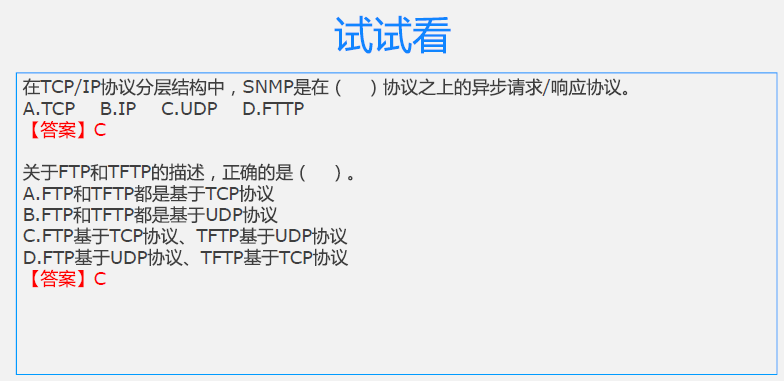 试试看
在TCP/IP协议分层结构中，SNMP是在（    ）协议之上的异步请求/响应协议。
A.TCP    B.IP    C.UDP    D.FTTP
【答案】C
关于FTP和TFTP的描述，正确的是（    ）。
A.FTP和TFTP都是基于TCP协议
B.FTP和TFTP都是基于UDP协议
C.FTP基于TCP协议、TFTP基于UDP协议
D.FTP基于UDP协议、TFTP基于TCP协议
【答案】C